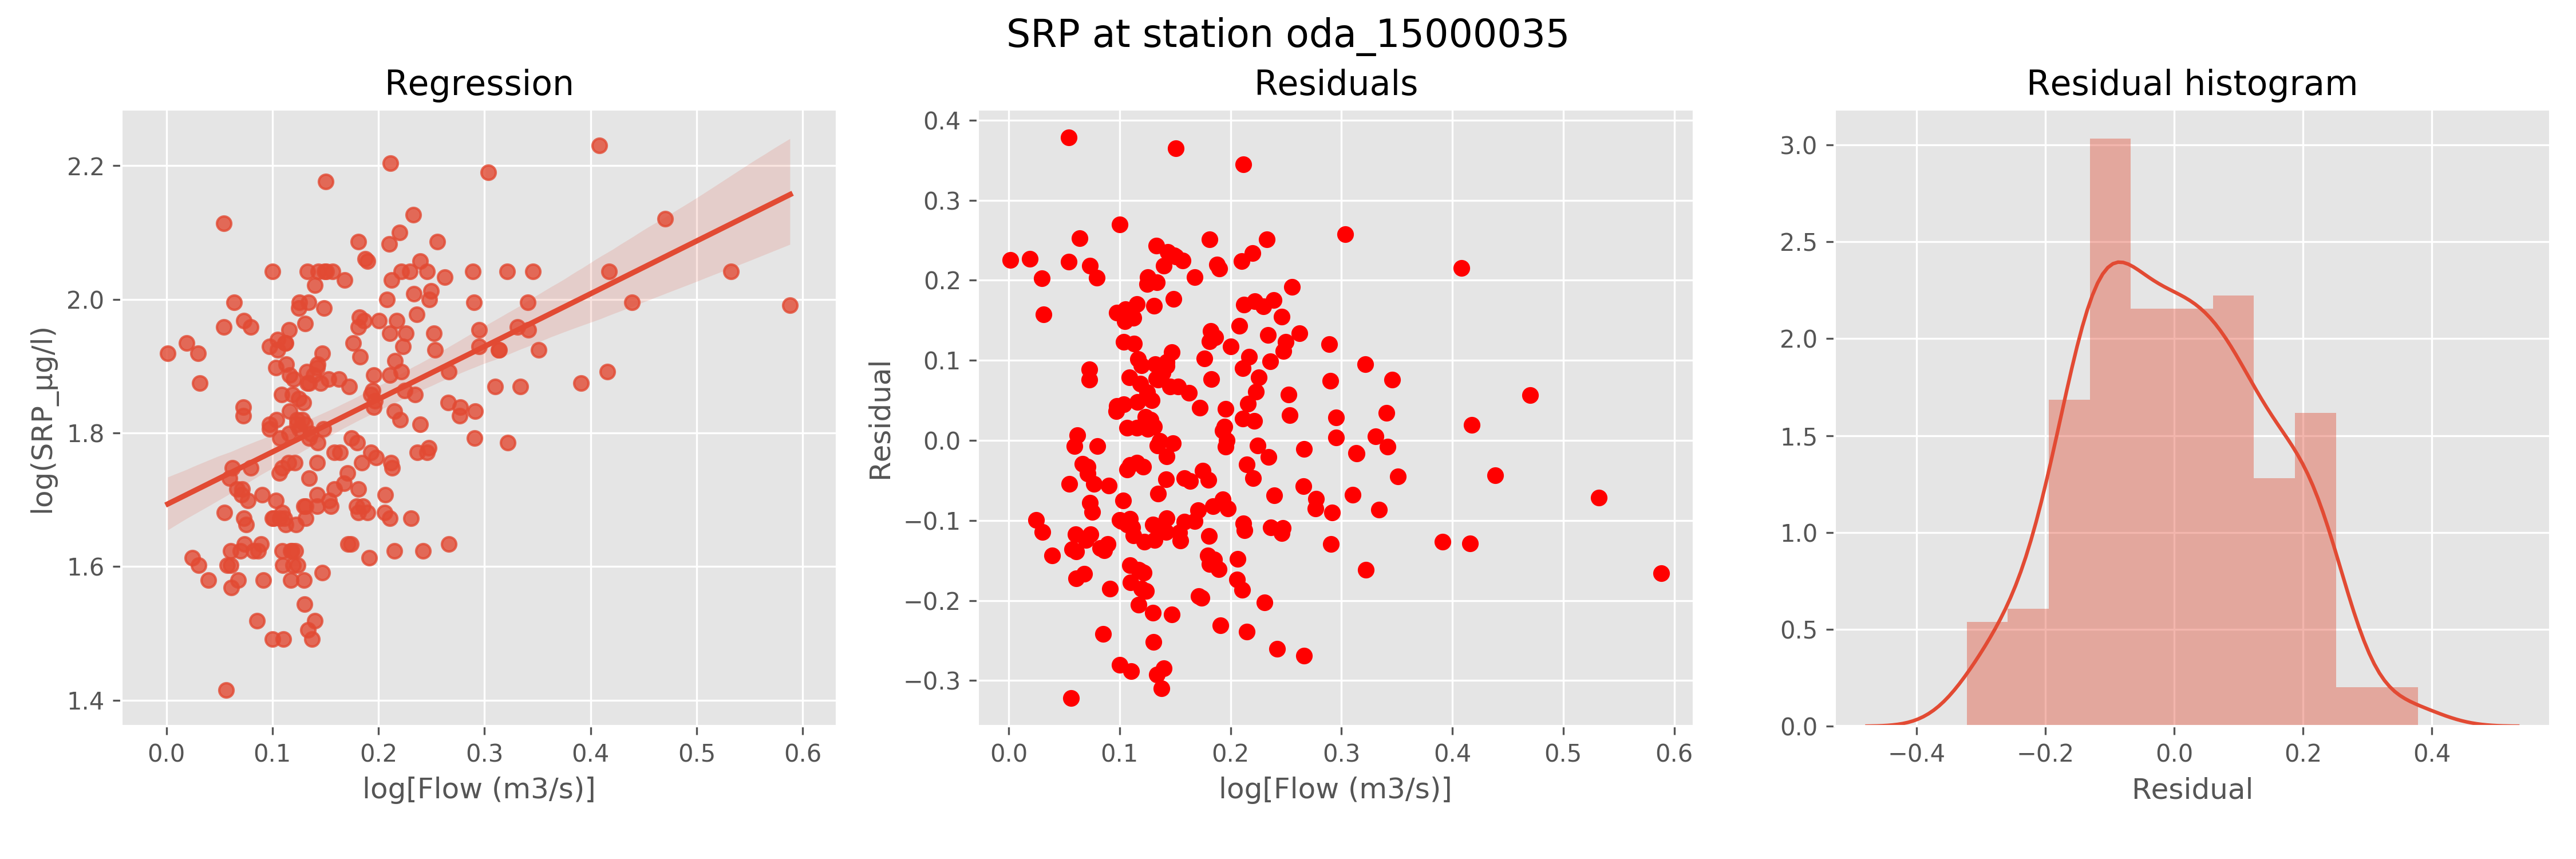 SRP at station oda_15000035
Regression
2.2
2.0
1.8
1.6
1.4
log(SRP_µg/l)
0.0 0.1 0.2 0.3 0.4 0.5 0.6
log[Flow (m3/s)]
Residuals
0.4
0.3
0.2
0.1
0.0
−0.1
−0.2
−0.3
Residual
0.0 0.1 0.2 0.3 0.4 0.5 0.6
log[Flow (m3/s)]
Residual histogram
3.0
2.5
2.0
1.5
1.0
0.5
0.0
−0.4 −0.2 0.0 0.2 0.4
Residual